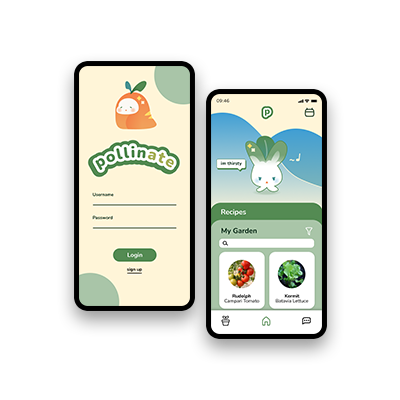 pollinate
Username
Password
Login
sign up
09:46
P
im thirsty
Recipes
My Garden
Rudolph
Campari Tomato
Kermit
Batavia Lettuce